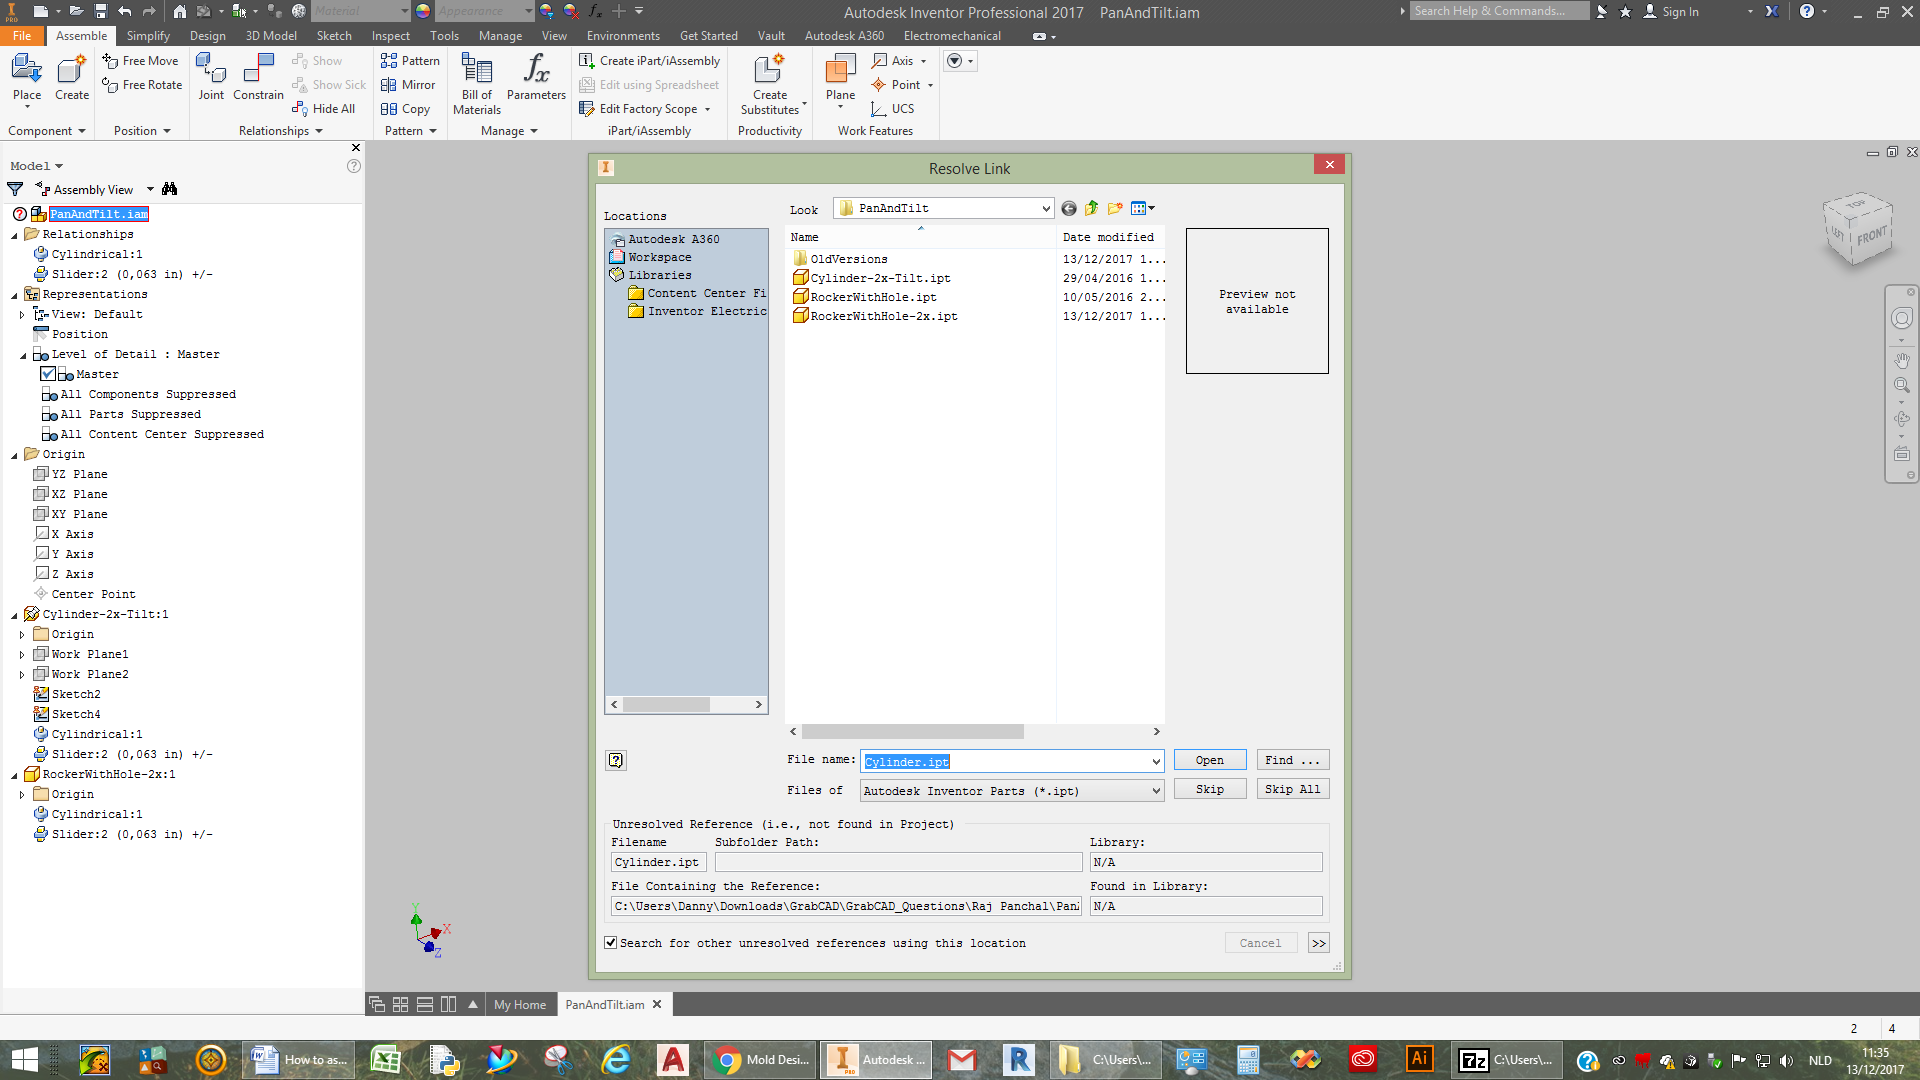 Material
Appearance
Autodesk Inventor Professional 2017 PanAndTilt.iam
Search Help & Commands...
Sign In
PRO
File Assemble Simplify Design 3D Model Sketch Inspect Tools Manage View Environments Get Started Vault Autodesk A360 Electromechanical
Place
Create
Free Move
Free Rotate
Joint
Constrain
Show
Show Sick
Hide All
Pattern
Mirror
Copy
Bill of
Materials
Parameters
Create iPart/iAssembly
Edit using Spreadsheet
Edit Factory Scope
Create
Substitutes
Plane
Axis
Point
UCS
Component Position Relationships Pattern Manage iPart/iAssembly Productivity Work Features
Model
Assembly View
PanAndTilt.iam
Relationships
Cylindrical:1
Slider:2 (0,063 in) +/-
Representations
View: Default
Position
Level of Detail : Master
Master
All Components Suppressed
All Parts Suppressed
All Content Center Suppressed
Origin
YZ Plane
XZ Plane
XY Plane
X Axis
Y Axis
Z Axis
Center Point
Cylinder-2x-Tilt:1
Origin
Work Plane1
Work Plane2
Sketch2
Sketch4
Cylindrical:1
Slider:2 (0,063 in) +/-
RockerWithHole-2x:1
Origin
Cylindrical:1
Slider:2 (0,063 in) +/-
Resolve Link
Locations
Autodesk A360
Workspace
Libraries
Content Center Fi
Inventor Electric
Look PanAndTilt
Name Date modified
OldVersions 13/12/2017 1...
Cylinder-2x-Tilt.ipt 29/04/2016 1...
RockerWithHole.ipt 10/05/2016 2...
RockerWithHole-2x.ipt 13/12/2017 1...
Preview not
available
File name: Cylinder.ipt Open Find ...
Files of Autodesk Inventor Parts (*.ipt) Skip Skip All
Unresolved Reference (i.e., not found in Project)
Filename Subfolder Path: Library:
Cylinder.ipt N/A
File Containing the Reference: Found in Library:
C:\Users\Danny\Downloads\GrabCAD\GrabCAD_Questions\Raj Panchal\Pan N/A
Search for other unresolved references using this location Cancel >>
TOP
LEFT
FRONT
Y
X
Z
My Home PanAndTilt.iam
2 4
How to as...
Mold Desi...
Autodesk ...
C:\Users\...
C:\Users\...
NLD
11:35
13/12/2017